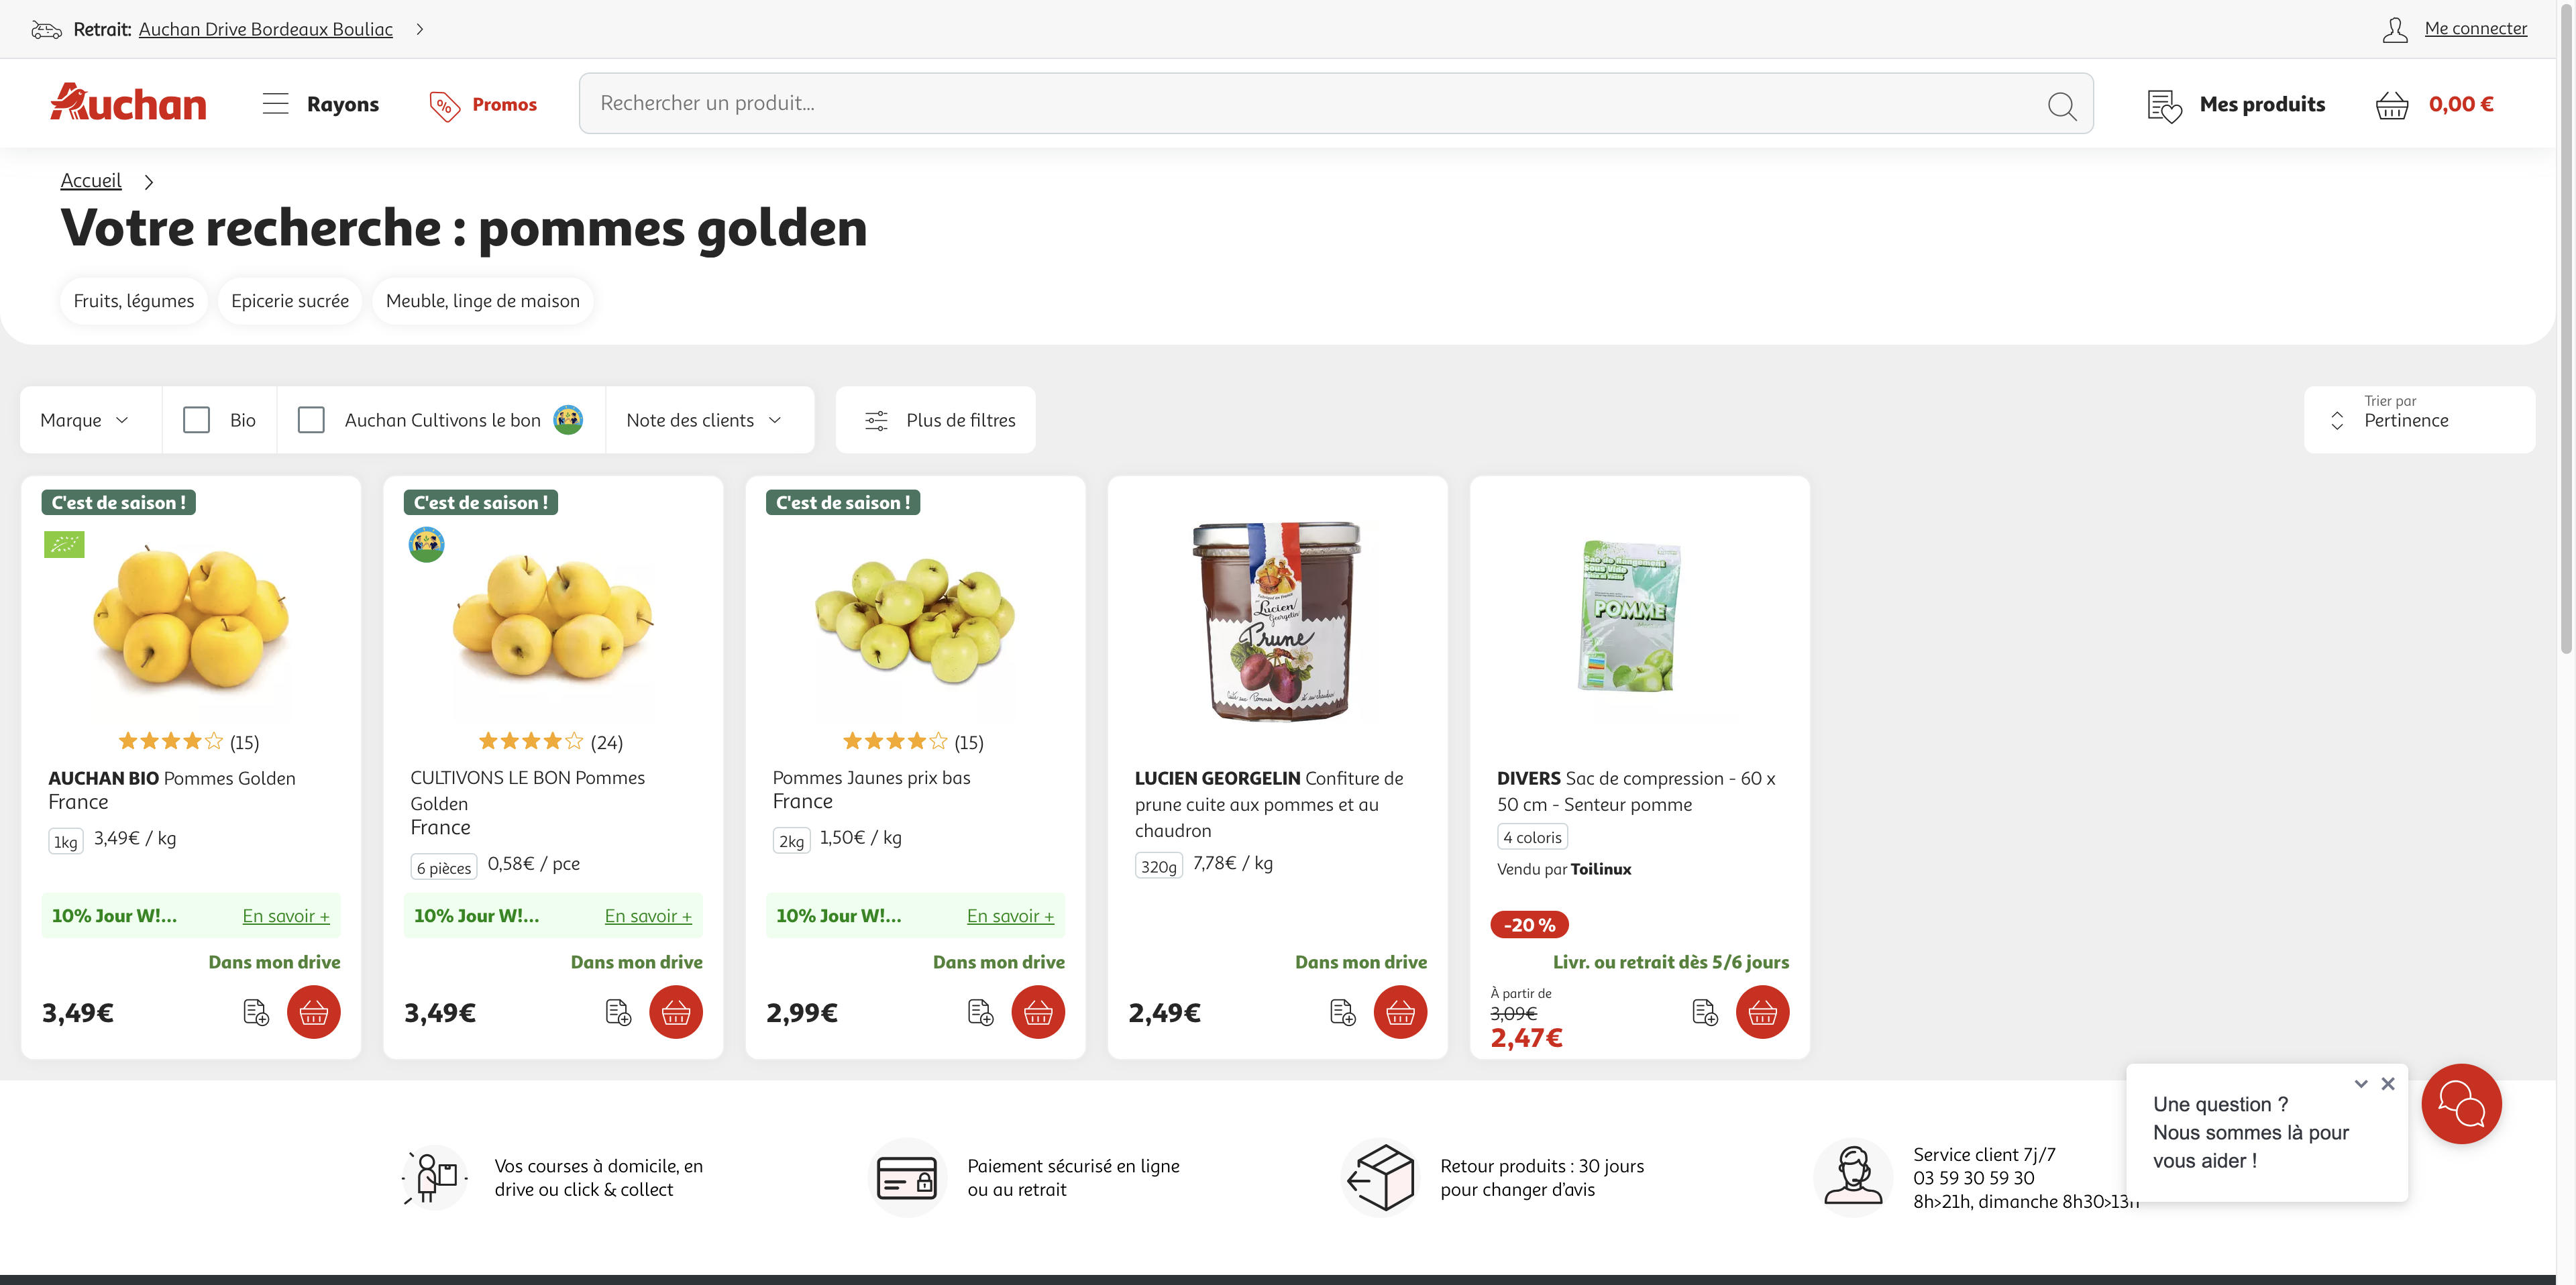 Retrait: Auchan Drive Bordeaux Bouliac
Me connecter
Auchan
Rayons
% Promos
Rechercher un produit...
Mes produits
0,00 €
Accueil
Votre recherche : pommes golden
Fruits, légumes
Epicerie sucrée
Meuble, linge de maison
Marque
Bio
Auchan Cultivons le bon
Note des clients
Plus de filtres
Trier par
Pertinence
C'est de saison !
(15)
AUCHAN BIO Pommes Golden
France
1kg 3,49€ / kg
10% Jour W!... En savoir +
Dans mon drive
3,49€
C'est de saison !
(24)
CULTIVONS LE BON Pommes
Golden
France
6 pièces 0,58€ / pce
10% Jour W!... En savoir +
Dans mon drive
3,49€
C'est de saison !
(15)
Pommes Jaunes prix bas
France
2kg 1,50€ / kg
10% Jour W!... En savoir +
Dans mon drive
2,99€
Lucien
Georgelin
Prune
LUCIEN GEORGELIN Confiture de
prune cuite aux pommes et au
chaudron
320g 7,78€ / kg
Dans mon drive
2,49€
Sac de Rangement
Sous Vide
POMME
DIVERS Sac de compression - 60 x
50 cm - Senteur pomme
4 coloris
Vendu par Toilinux
-20 %
Livr. ou retrait dès 5/6 jours
À partir de
3,09€
2,47€
Vos courses à domicile, en
drive ou click & collect
Paiement sécurisé en ligne
ou au retrait
Retour produits : 30 jours
pour changer d'avis
Service client 7j/7
03 59 30 59 30
8h>21h, dimanche 8h30>13h
Une question ?
Nous sommes là pour
vous aider !